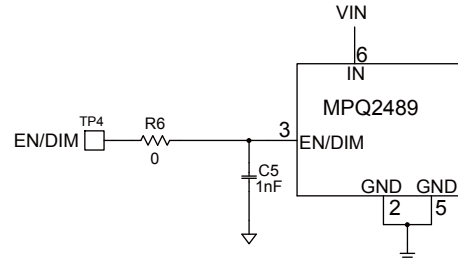 VIN
6
IN
MPQ2489
TP4
R6
EN/DIM
0
3
EN/DIM
C5
1nF
GND GND
2 5